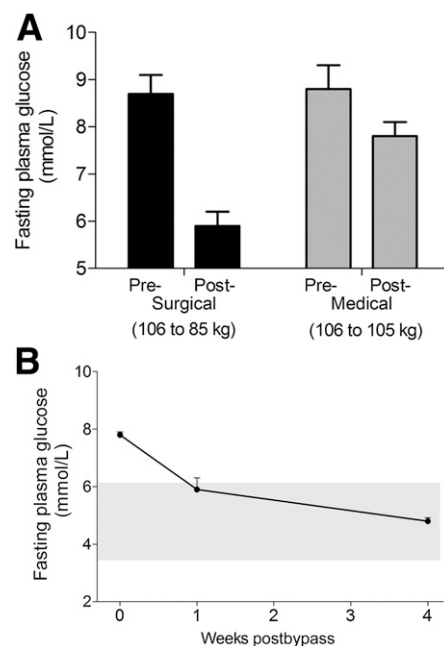 A
Fasting plasma glucose
(mmol/L)
10
9
8
7
6
5
Pre- Post- Pre- Post-
Surgical Medical
(106 to 85 kg) (106 to 105 kg)
B
Fasting plasma glucose
(mmol/L)
10
8
6
4
2
0 1 2 3 4
Weeks postbypass